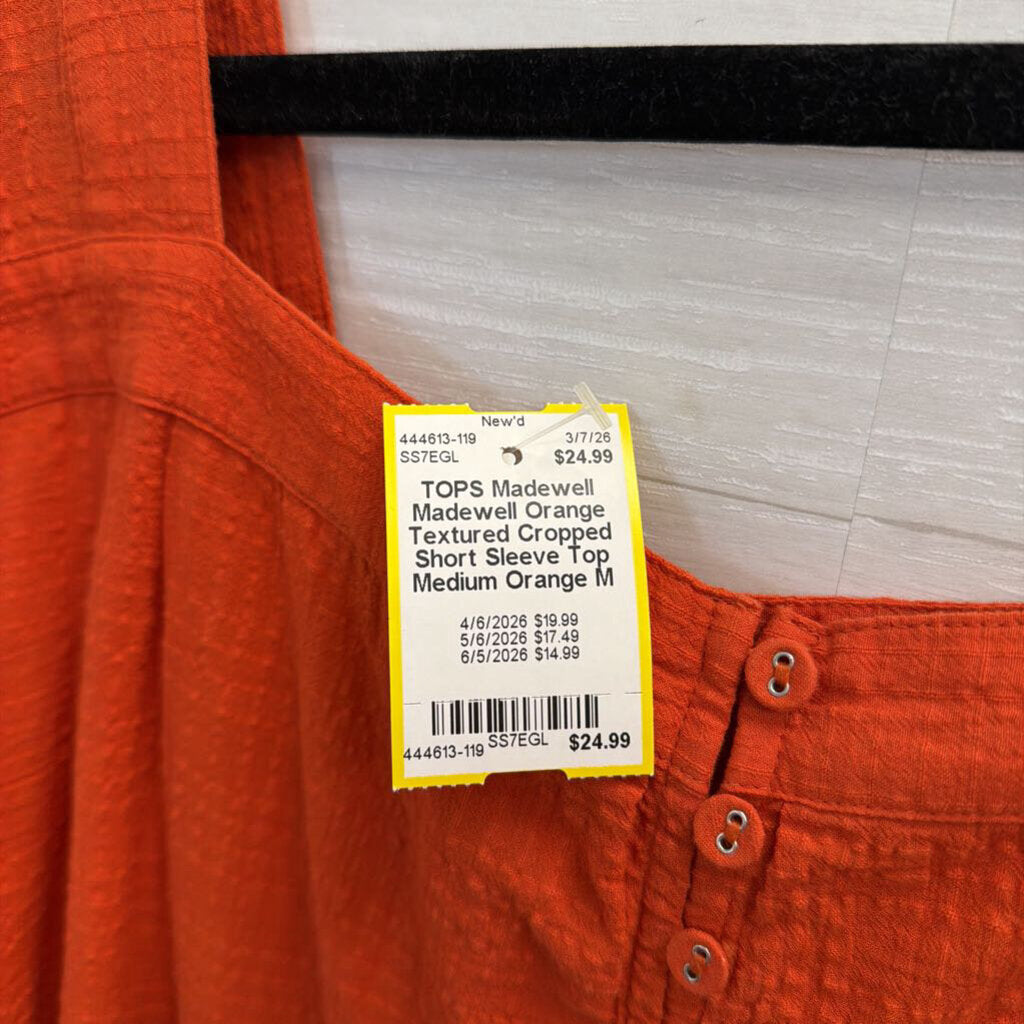 New'd
444613-119 3/7/26
SS7EGL $24.99
TOPS Madewell
Madewell Orange
Textured Cropped
Short Sleeve Top
Medium Orange M
4/6/2026 $19.99
5/6/2026 $17.49
6/5/2026 $14.99
444613-119 SS7EGL $24.99